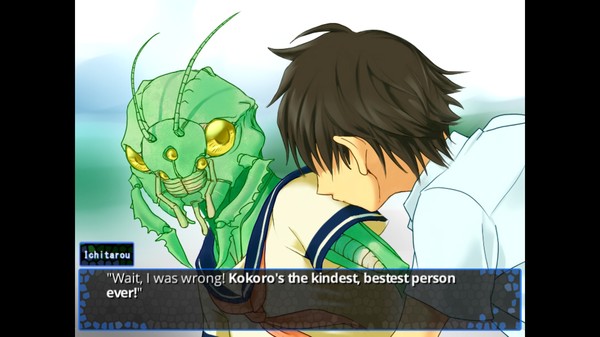 Ichitarou
"Wait, I was wrong! Kokoro's the kindest, bestest person
ever!"